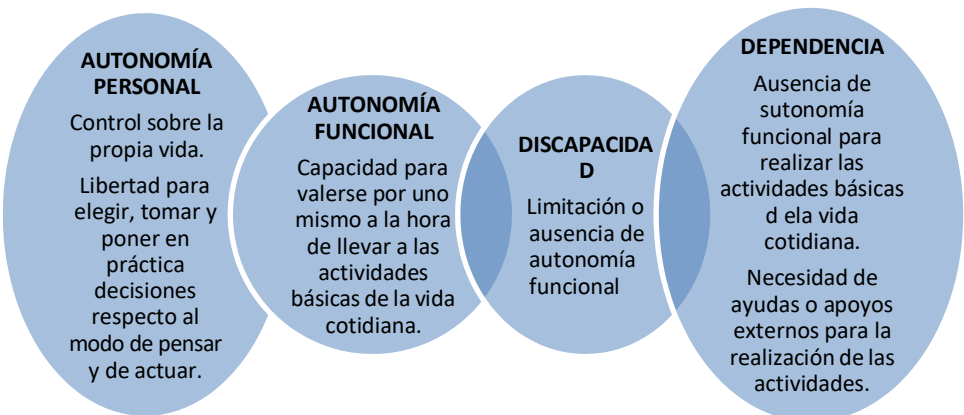 AUTONOMÍA
PERSONAL
Control sobre la
propia vida.
Libertad para
elegir, tomar y
poner en
práctica
decisiones
respecto al
modo de pensar
y de actuar.
AUTONOMÍA
FUNCIONAL
Capacidad para
valerse por uno
mismo a la hora
de llevar a las
actividades
básicas de la vida
cotidiana.
DISCAPACIDA
D
Limitación o
ausencia de
autonomía
funcional
DEPENDENCIA
Ausencia de
sutonomía
funcional para
realizar las
actividades básicas
d ela vida
cotidiana.
Necesidad de
ayudas o apoyos
externos para la
realización de las
actividades.